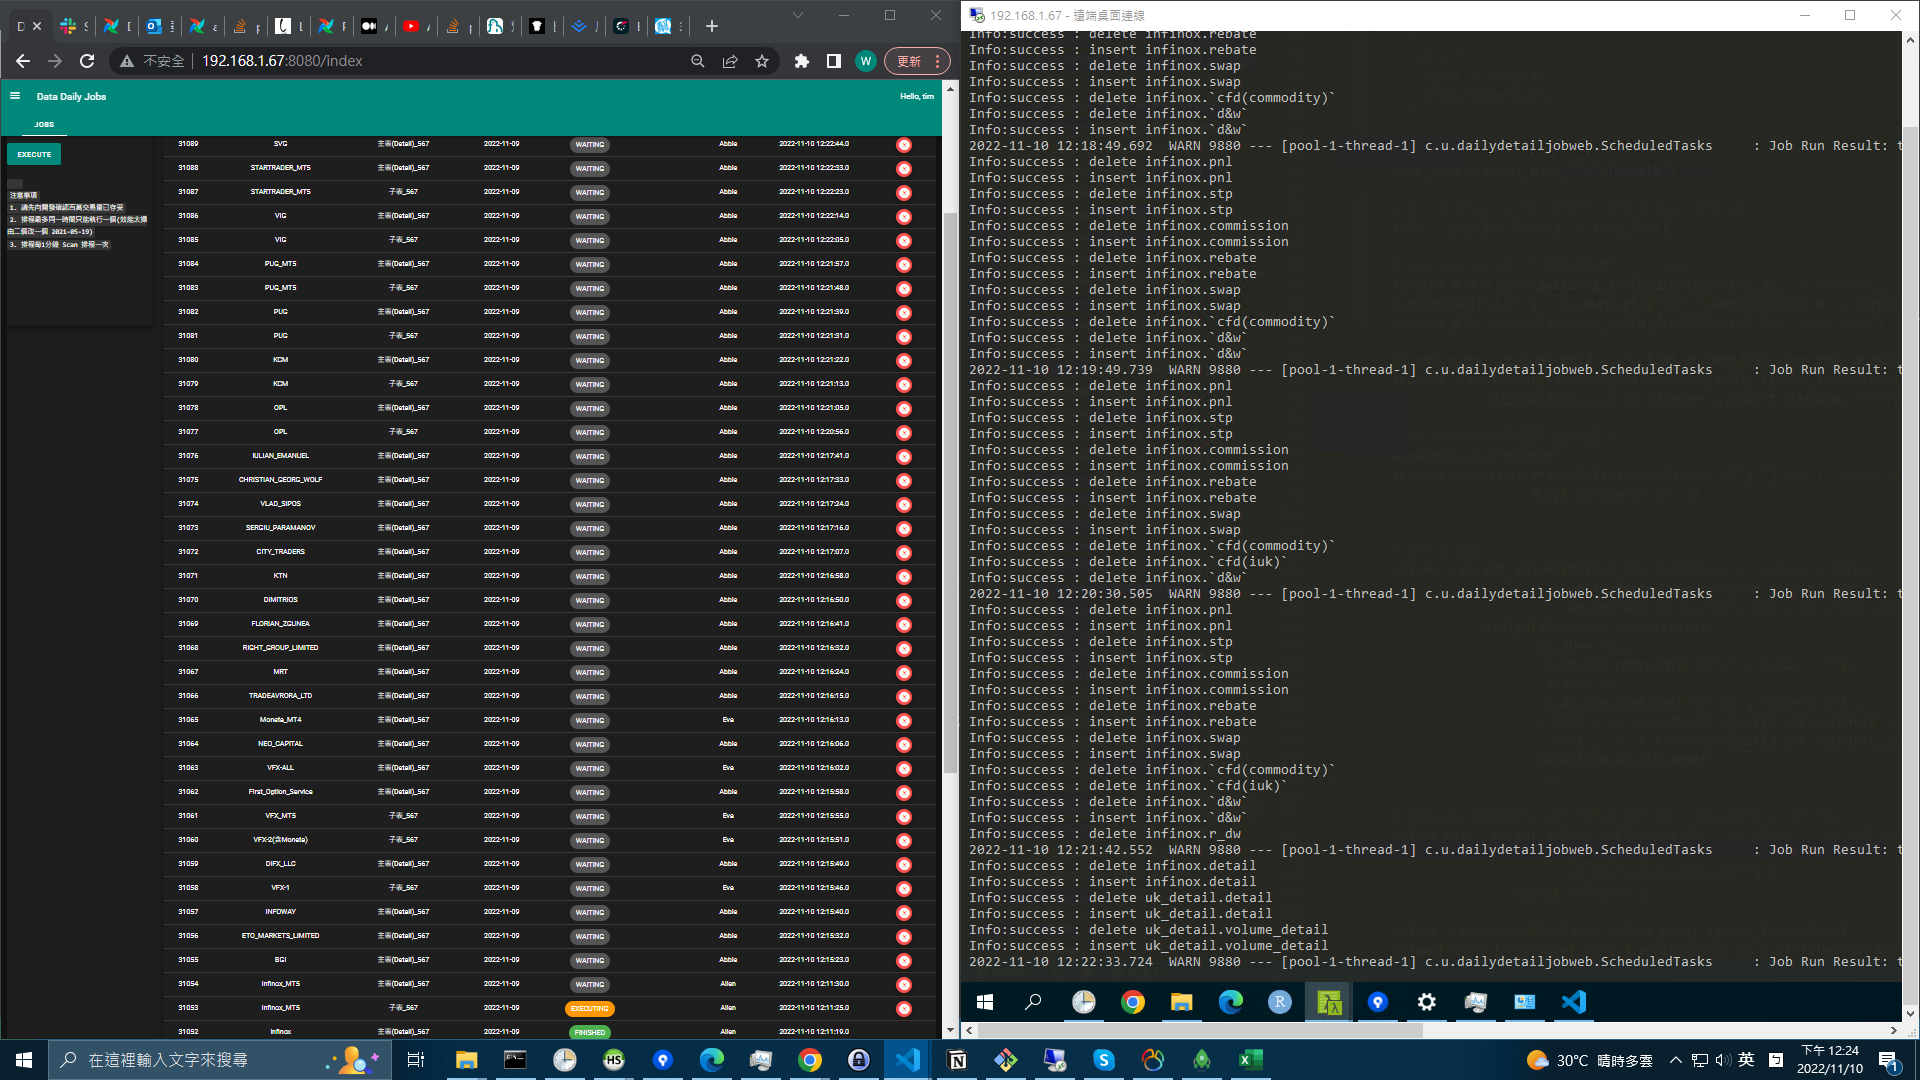 D
192.168.1.67 - 遠端桌面連線
不安全
192.168.1.67:8080/index
W
更新
Data Daily Jobs
Hello, tim
JOBS
EXECUTE
注意事項
1. 請先向開發確認百萬交易量已存妥
2. 排程最多同一時間只能執行一個(效能太擠
由二個改一個 2021-05-19)
3. 排程每1分鐘 Scan 排程一次
31089 SVG 主表(Detail)_567 2022-11-09 WAITING Abbie 2022-11-10 12:22:44.0
31088 STARTRADER_MT5 主表(Detail)_567 2022-11-09 WAITING Abbie 2022-11-10 12:22:33.0
31087 STARTRADER_MT5 子表_567 2022-11-09 WAITING Abbie 2022-11-10 12:22:23.0
31086 VIG 主表(Detail)_567 2022-11-09 WAITING Abbie 2022-11-10 12:22:14.0
31085 VIG 子表_567 2022-11-09 WAITING Abbie 2022-11-10 12:22:05.0
31084 PUG_MT5 主表(Detail)_567 2022-11-09 WAITING Abbie 2022-11-10 12:21:57.0
31083 PUG_MT5 子表_567 2022-11-09 WAITING Abbie 2022-11-10 12:21:48.0
31082 PUG 主表(Detail)_567 2022-11-09 WAITING Abbie 2022-11-10 12:21:39.0
31081 PUG 子表_567 2022-11-09 WAITING Abbie 2022-11-10 12:21:31.0
31080 KCM 主表(Detail)_567 2022-11-09 WAITING Abbie 2022-11-10 12:21:22.0
31079 KCM 子表_567 2022-11-09 WAITING Abbie 2022-11-10 12:21:13.0
31078 OPL 主表(Detail)_567 2022-11-09 WAITING Abbie 2022-11-10 12:21:05.0
31077 OPL 子表_567 2022-11-09 WAITING Abbie 2022-11-10 12:20:56.0
31076 IULIAN_EMANUEL 主表(Detail)_567 2022-11-09 WAITING Abbie 2022-11-10 12:17:41.0
31075 CHRISTIAN_GEORG_WOLF 主表(Detail)_567 2022-11-09 WAITING Abbie 2022-11-10 12:17:33.0
31074 VLAD_SIPOS 主表(Detail)_567 2022-11-09 WAITING Abbie 2022-11-10 12:17:24.0
31073 SERGIU_PARAMANOV 主表(Detail)_567 2022-11-09 WAITING Abbie 2022-11-10 12:17:16.0
31072 CITY_TRADERS 主表(Detail)_567 2022-11-09 WAITING Abbie 2022-11-10 12:17:07.0
31071 KTN 主表(Detail)_567 2022-11-09 WAITING Abbie 2022-11-10 12:16:58.0
31070 DIMITRIOS 主表(Detail)_567 2022-11-09 WAITING Abbie 2022-11-10 12:16:50.0
31069 FLORIAN_ZGUNEA 主表(Detail)_567 2022-11-09 WAITING Abbie 2022-11-10 12:16:41.0
31068 RIGHT_GROUP_LIMITED 主表(Detail)_567 2022-11-09 WAITING Abbie 2022-11-10 12:16:32.0
31067 MRT 主表(Detail)_567 2022-11-09 WAITING Abbie 2022-11-10 12:16:24.0
31066 TRADEAVRORA_LTD 主表(Detail)_567 2022-11-09 WAITING Abbie 2022-11-10 12:16:15.0
31065 Moneta_MT4 主表(Detail)_567 2022-11-09 WAITING Eva 2022-11-10 12:16:13.0
31064 NEO_CAPITAL 主表(Detail)_567 2022-11-09 WAITING Abbie 2022-11-10 12:16:06.0
31063 VFX-ALL 主表(Detail)_567 2022-11-09 WAITING Eva 2022-11-10 12:16:02.0
31062 First_Option_Service 主表(Detail)_567 2022-11-09 WAITING Abbie 2022-11-10 12:15:58.0
31061 VFX_MT5 子表_567 2022-11-09 WAITING Eva 2022-11-10 12:15:55.0
31060 VFX-2(含Moneta) 子表_567 2022-11-09 WAITING Eva 2022-11-10 12:15:51.0
31059 DIFX_LLC 主表(Detail)_567 2022-11-09 WAITING Abbie 2022-11-10 12:15:49.0
31058 VFX-1 子表_567 2022-11-09 WAITING Eva 2022-11-10 12:15:46.0
31057 INFOWAY 主表(Detail)_567 2022-11-09 WAITING Abbie 2022-11-10 12:15:40.0
31056 ETO_MARKETS_LIMITED 主表(Detail)_567 2022-11-09 WAITING Abbie 2022-11-10 12:15:32.0
31055 BGI 主表(Detail)_567 2022-11-09 WAITING Abbie 2022-11-10 12:15:23.0
31054 Infinox_MT5 主表(Detail)_567 2022-11-09 WAITING Allen 2022-11-10 12:11:30.0
31053 Infinox_MT5 子表_567 2022-11-09 EXECUTING Allen 2022-11-10 12:11:25.0
31052 Infinox 主表(Detail)_567 2022-11-09 FINISHED Allen 2022-11-10 12:11:19.0
Info:success : delete infinox.rebate
Info:success : insert infinox.rebate
Info:success : delete infinox.swap
Info:success : insert infinox.swap
Info:success : delete infinox.`cfd(commodity)`
Info:success : delete infinox.`d&w`
Info:success : insert infinox.`d&w`
2022-11-10 12:18:49.692 WARN 9880 --- [pool-1-thread-1] c.u.dailydetailjobweb.ScheduledTasks : Job Run Result: t
Info:success : delete infinox.pnl
Info:success : insert infinox.pnl
Info:success : delete infinox.stp
Info:success : insert infinox.stp
Info:success : delete infinox.commission
Info:success : insert infinox.commission
Info:success : delete infinox.rebate
Info:success : insert infinox.rebate
Info:success : delete infinox.swap
Info:success : insert infinox.swap
Info:success : delete infinox.`cfd(commodity)`
Info:success : delete infinox.`d&w`
Info:success : insert infinox.`d&w`
2022-11-10 12:19:49.739 WARN 9880 --- [pool-1-thread-1] c.u.dailydetailjobweb.ScheduledTasks : Job Run Result: t
Info:success : delete infinox.pnl
Info:success : insert infinox.pnl
Info:success : delete infinox.stp
Info:success : insert infinox.stp
Info:success : delete infinox.commission
Info:success : insert infinox.commission
Info:success : delete infinox.rebate
Info:success : insert infinox.rebate
Info:success : delete infinox.swap
Info:success : insert infinox.swap
Info:success : delete infinox.`cfd(commodity)`
Info:success : delete infinox.`cfd(iuk)`
Info:success : delete infinox.`d&w`
2022-11-10 12:20:30.505 WARN 9880 --- [pool-1-thread-1] c.u.dailydetailjobweb.ScheduledTasks : Job Run Result: t
Info:success : delete infinox.pnl
Info:success : insert infinox.pnl
Info:success : delete infinox.stp
Info:success : insert infinox.stp
Info:success : delete infinox.commission
Info:success : insert infinox.commission
Info:success : delete infinox.rebate
Info:success : insert infinox.rebate
Info:success : delete infinox.swap
Info:success : insert infinox.swap
Info:success : delete infinox.`cfd(commodity)`
Info:success : delete infinox.`cfd(iuk)`
Info:success : delete infinox.`d&w`
Info:success : insert infinox.`d&w`
Info:success : delete infinox.r_dw
2022-11-10 12:21:42.552 WARN 9880 --- [pool-1-thread-1] c.u.dailydetailjobweb.ScheduledTasks : Job Run Result: t
Info:success : delete infinox.detail
Info:success : insert infinox.detail
Info:success : delete uk_detail.detail
Info:success : insert uk_detail.detail
Info:success : delete uk_detail.volume_detail
Info:success : insert uk_detail.volume_detail
2022-11-10 12:22:33.724 WARN 9880 --- [pool-1-thread-1] c.u.dailydetailjobweb.ScheduledTasks : Job Run Result: t
在這裡輸入文字來搜尋
30°C 晴時多雲
英
下午 12:24
2022/11/10
1